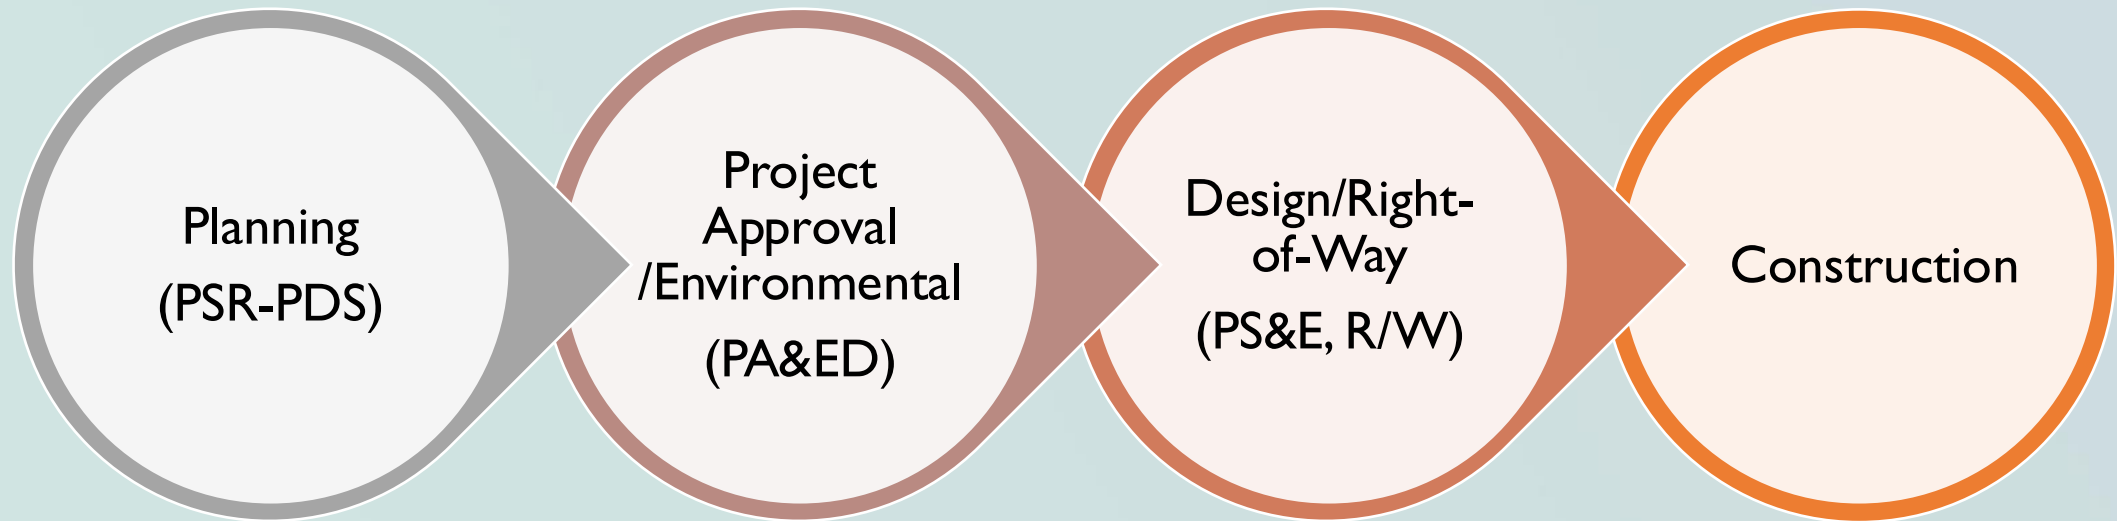 Planning
(PSR-PDS)
Project
Approval
/Environmental
(PA&ED)
Design/Right-
of-Way
(PS&E, R/W)
Construction